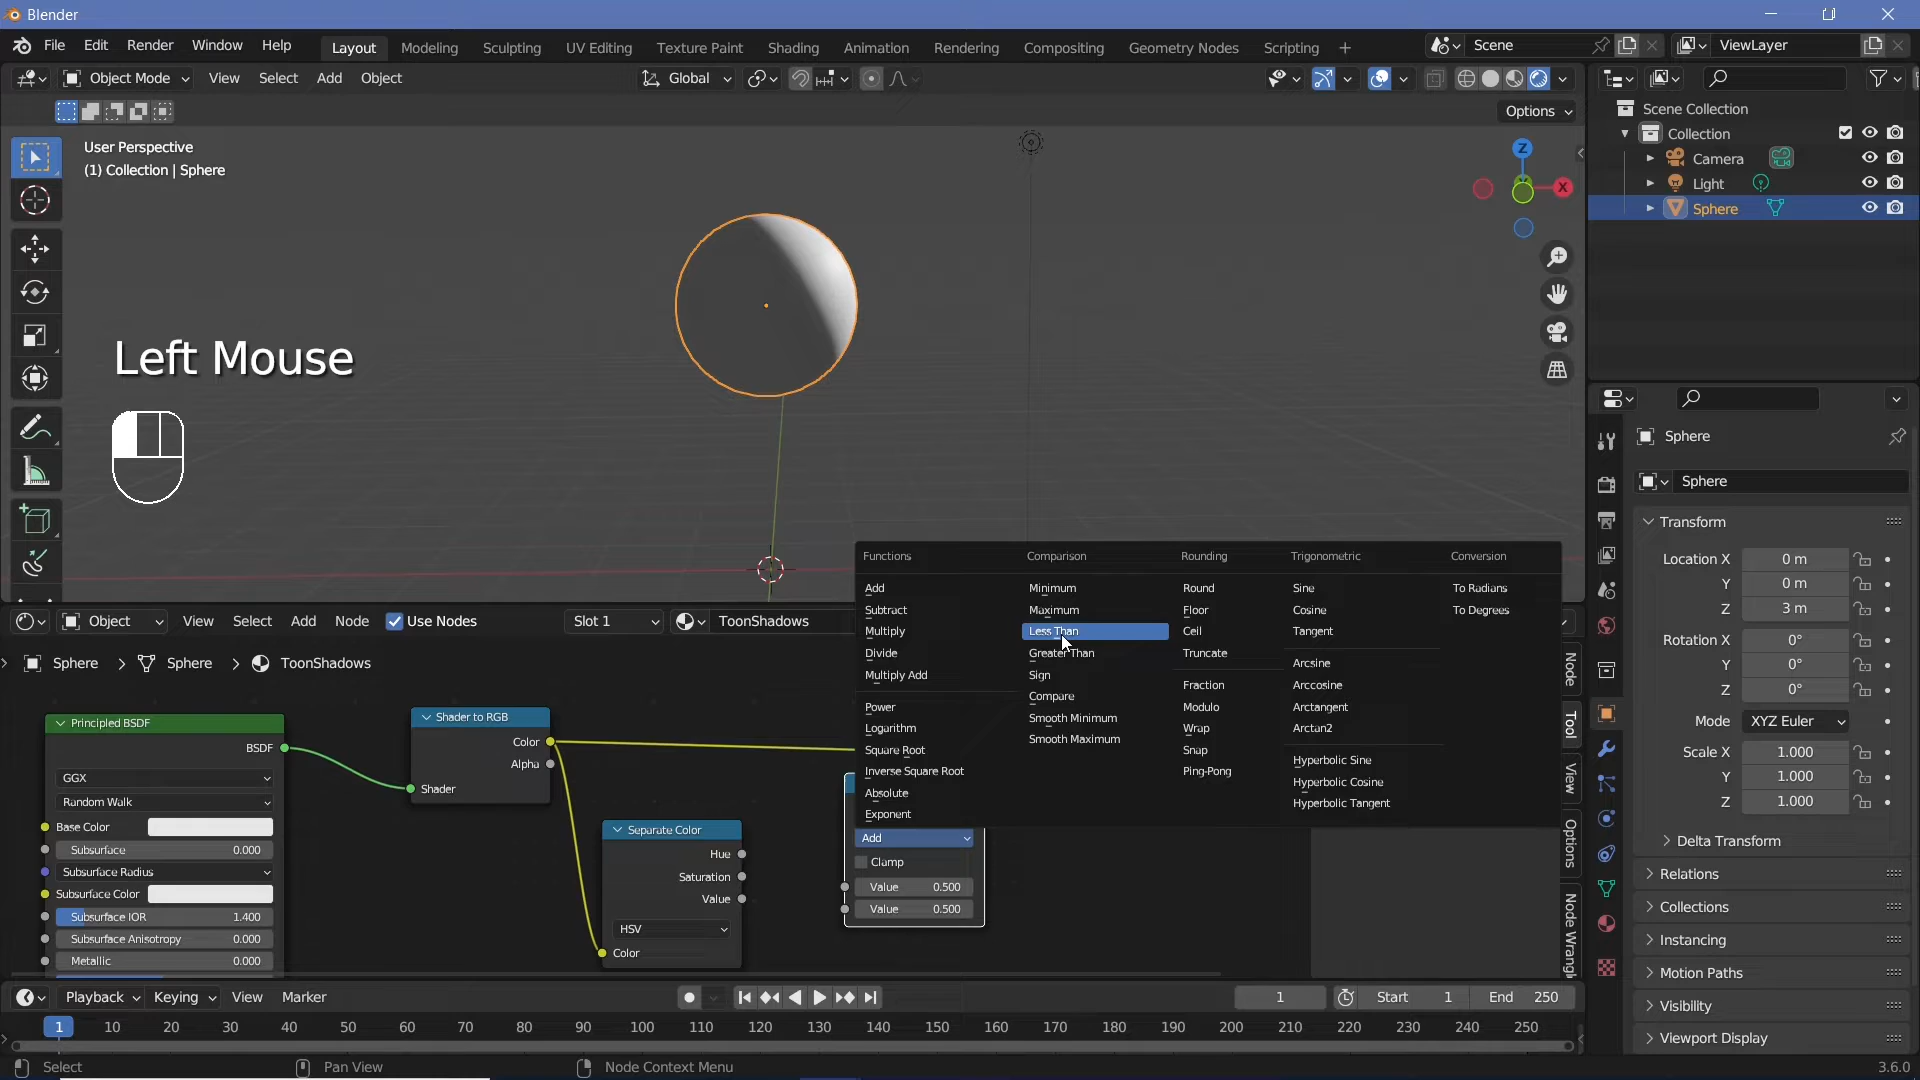 Blender
File Edit Render Window Help Layout Modeling Sculpting UV Editing Texture Paint Shading Animation Rendering Compositing Geometry Nodes Scripting + Scene ViewLayer
Object Mode View Select Add Object Global
Options
User Perspective
(1) Collection | Sphere
Z
X
Left Mouse
Scene Collection
Collection
Camera
Light
Sphere
Sphere
Sphere
Transform
Location X 0 m
Y 0 m
Z 3 m
Rotation X 0°
Y 0°
Z 0°
Mode XYZ Euler
Scale X 1.000
Y 1.000
Z 1.000
Delta Transform
Relations
Collections
Instancing
Motion Paths
Visibility
Viewport Display
Functions Comparison Rounding Trigonometric Conversion
Add Minimum Round Sine To Radians
Subtract Maximum Floor Cosine To Degrees
Multiply Less Than Ceil Tangent
Divide Greater Than Truncate Arcsine
Multiply Add Sign Fraction Arccosine
Power Compare Modulo Arctangent
Logarithm Smooth Minimum Wrap Arctan2
Square Root Smooth Maximum Snap Hyperbolic Sine
Inverse Square Root Ping-Pong Hyperbolic Cosine
Absolute Hyperbolic Tangent
Exponent
Object View Select Add Node Use Nodes Slot 1 ToonShadows
Sphere > Sphere > ToonShadows
Principled BSDF
BSDF
GGX
Random Walk
Base Color
Subsurface 0.000
Subsurface Radius
Subsurface Color
Subsurface IOR 1.400
Subsurface Anisotropy 0.000
Metallic 0.000
Shader to RGB
Color
Alpha
Shader
Separate Color
Hue
Saturation
Value
HSV
Color
Add
Clamp
Value 0.500
Value 0.500
Node
Tool
View
Options
Node Wrangl
Playback Keying View Marker 1 Start 1 End 250
1 10 20 30 40 50 60 70 80 90 100 110 120 130 140 150 160 170 180 190 200 210 220 230 240 250
Select Pan View Node Context Menu 3.6.0